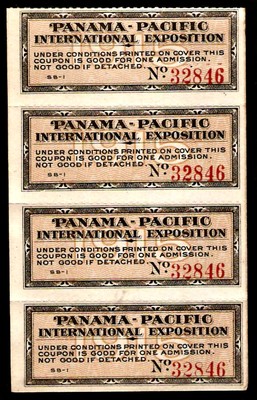 PANAMA-PACIFIC
INTERNATIONAL EXPOSITION
UNDER CONDITIONS PRINTED ON COVER THIS
COUPON IS GOOD FOR ONE ADMISSION.
NOT GOOD IF DETACHED.
SB-1 No 32846
PANAMA-PACIFIC
INTERNATIONAL EXPOSITION
UNDER CONDITIONS PRINTED ON COVER THIS
COUPON IS GOOD FOR ONE ADMISSION.
NOT GOOD IF DETACHED.
SB-1 No 32846
PANAMA-PACIFIC
INTERNATIONAL EXPOSITION
UNDER CONDITIONS PRINTED ON COVER THIS
COUPON IS GOOD FOR ONE ADMISSION.
NOT GOOD IF DETACHED.
SB-1 No 32846
PANAMA-PACIFIC
INTERNATIONAL EXPOSITION
UNDER CONDITIONS PRINTED ON COVER THIS
COUPON IS GOOD FOR ONE ADMISSION.
NOT GOOD IF DETACHED.
SB-1 No 32846